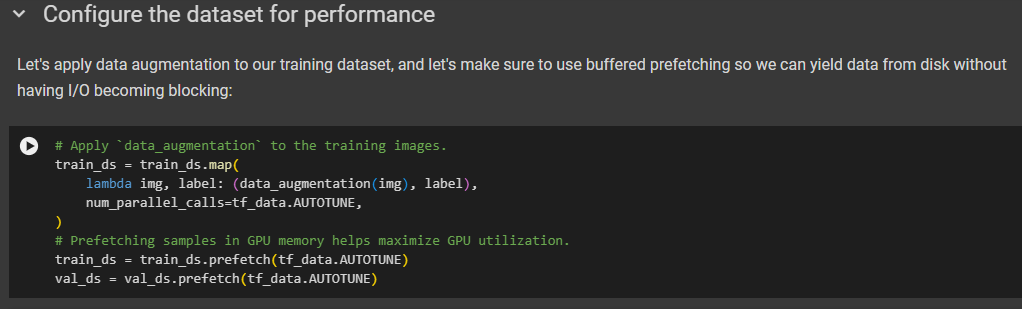 Configure the dataset for performance
Let's apply data augmentation to our training dataset, and let's make sure to use buffered prefetching so we can yield data from disk without
having I/O becoming blocking:
# Apply `data_augmentation` to the training images.
train_ds = train_ds.map(
    lambda img, label: (data_augmentation(img), label),
    num_parallel_calls=tf_data.AUTOTUNE,
)
# Prefetching samples in GPU memory helps maximize GPU utilization.
train_ds = train_ds.prefetch(tf_data.AUTOTUNE)
val_ds = val_ds.prefetch(tf_data.AUTOTUNE)